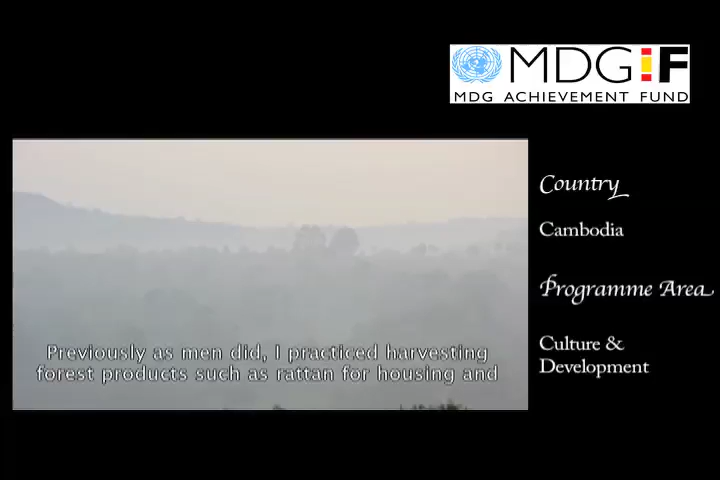 MDG:F
MDG ACHIEVEMENT FUND
Country
Cambodia
Programme Area
Culture &
Development
Previously as men did, I practiced harvesting
forest products such as rattan for housing and